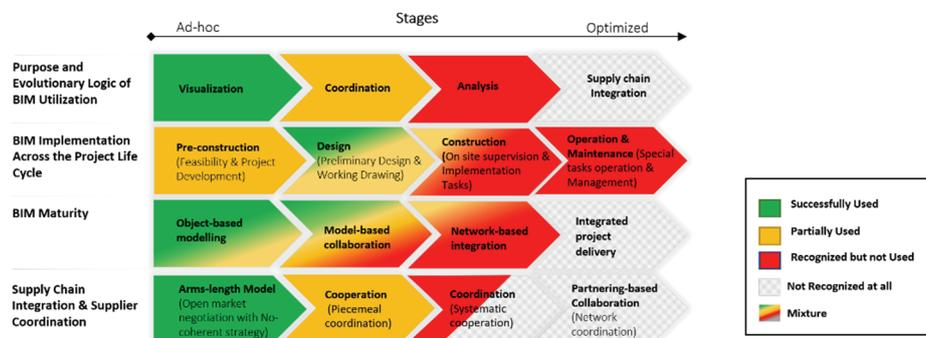 Stages
Ad-hoc
Optimized
Purpose and
Evolutionary Logic of
BIM Utilization
Visualization
Coordination
Analysis
Supply chain
Integration
BIM Implementation
Across the Project Life
Cycle
Pre-construction
(Feasibility & Project
Development)
Design
(Preliminary Design &
Working Drawing)
Construction
(On site supervision &
Implementation
Tasks)
Operation &
Maintenance (Special
tasks operation &
Management)
BIM Maturity
Object-based
modelling
Model-based
collaboration
Network-based
integration
Integrated
project
delivery
Supply Chain
Integration & Supplier
Coordination
Arms-length Model
(Open market
negotiation with No-
coherent strategy)
Cooperation
(Piecemeal
coordination)
Coordination
(Systematic
cooperation)
Partnering-based
Collaboration
(Network
coordination)
Successfully Used
Partially Used
Recognized but not Used
Not Recognized at all
Mixture